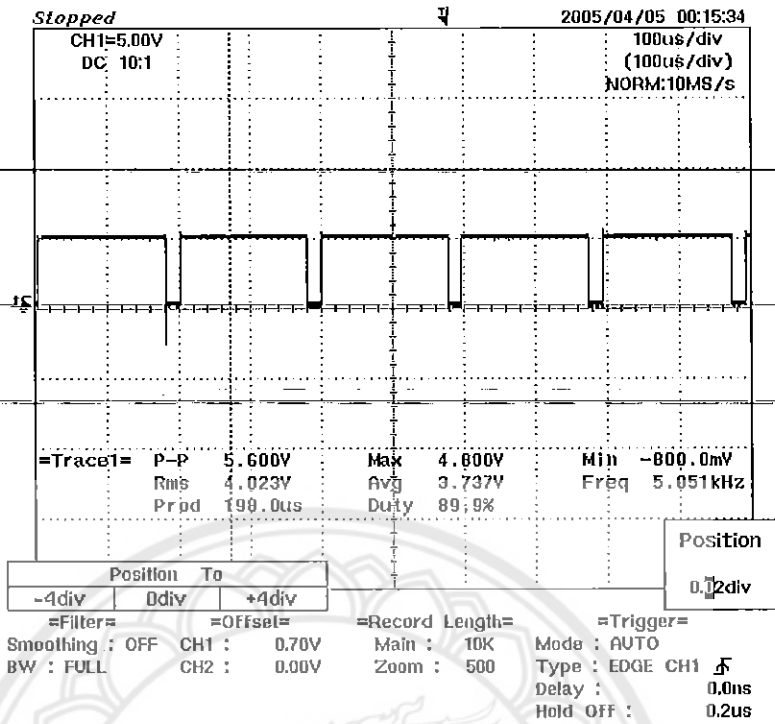 Stopped 2005/04/05 00:15:34
CH1=5.00V 100us/div
DC 10:1 (100us/div)
NORM:10MS/s
=Trace1= P-P 5.600V Max 4.800V Min -800.0mV
Rms 4.023V Avg 3.737V Freq 5.051kHz
Prod 198.0us Duty 89.9%
Position
0.02div
Position To
-4div 0div +4div
=Filter= =Offset= =Record Length= =Trigger=
Smoothing : OFF CH1 : 0.70V Main : 10K Mode : AUTO
BW : FULL CH2 : 0.00V Zoom : 500 Type : EDGE CH1
Delay : 0.0ns
Hold Off : 0.2us